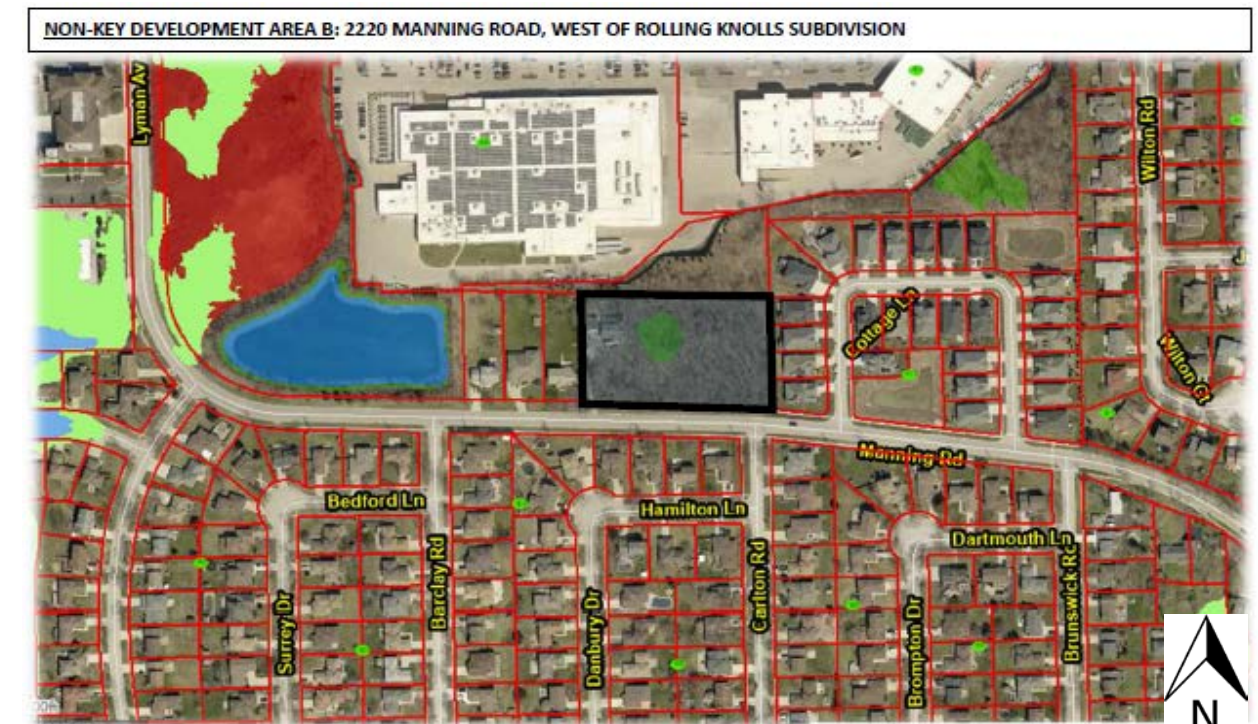 NON-KEY DEVELOPMENT AREA B: 2220 MANNING ROAD, WEST OF ROLLING KNOLLS SUBDIVISION
Lyman Av
Wilton Rd
Cottage Ln
Wilton Ct
Manning Rd
Bedford Ln
Hamilton Ln
Dartmouth Ln
Surrey Dr
Barclay Rd
Danbury Dr
Carlton Rd
Brompton Dr
Brunswick Rd
N